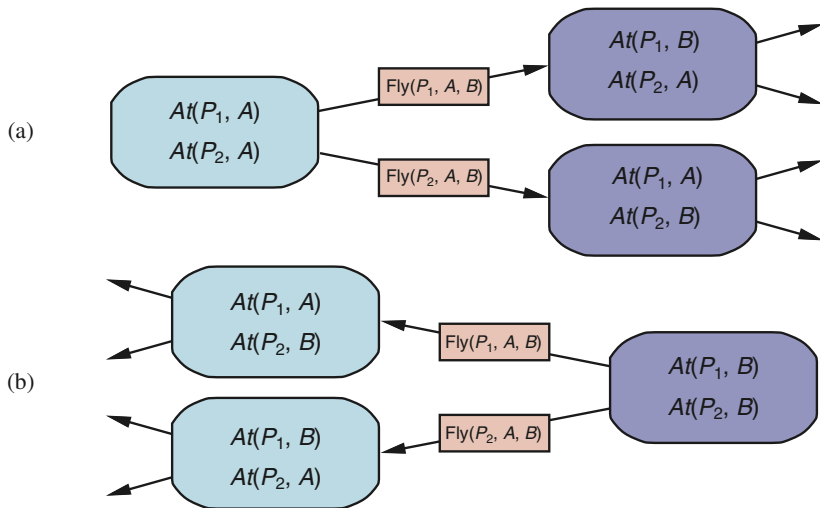 (a)
At(P₁, A)
At(P₂, A)
Fly(P₁, A, B)
Fly(P₂, A, B)
At(P₁, B)
At(P₂, A)
At(P₁, A)
At(P₂, B)
(b)
At(P₁, A)
At(P₂, B)
At(P₁, B)
At(P₂, A)
Fly(P₁, A, B)
Fly(P₂, A, B)
At(P₁, B)
At(P₂, B)